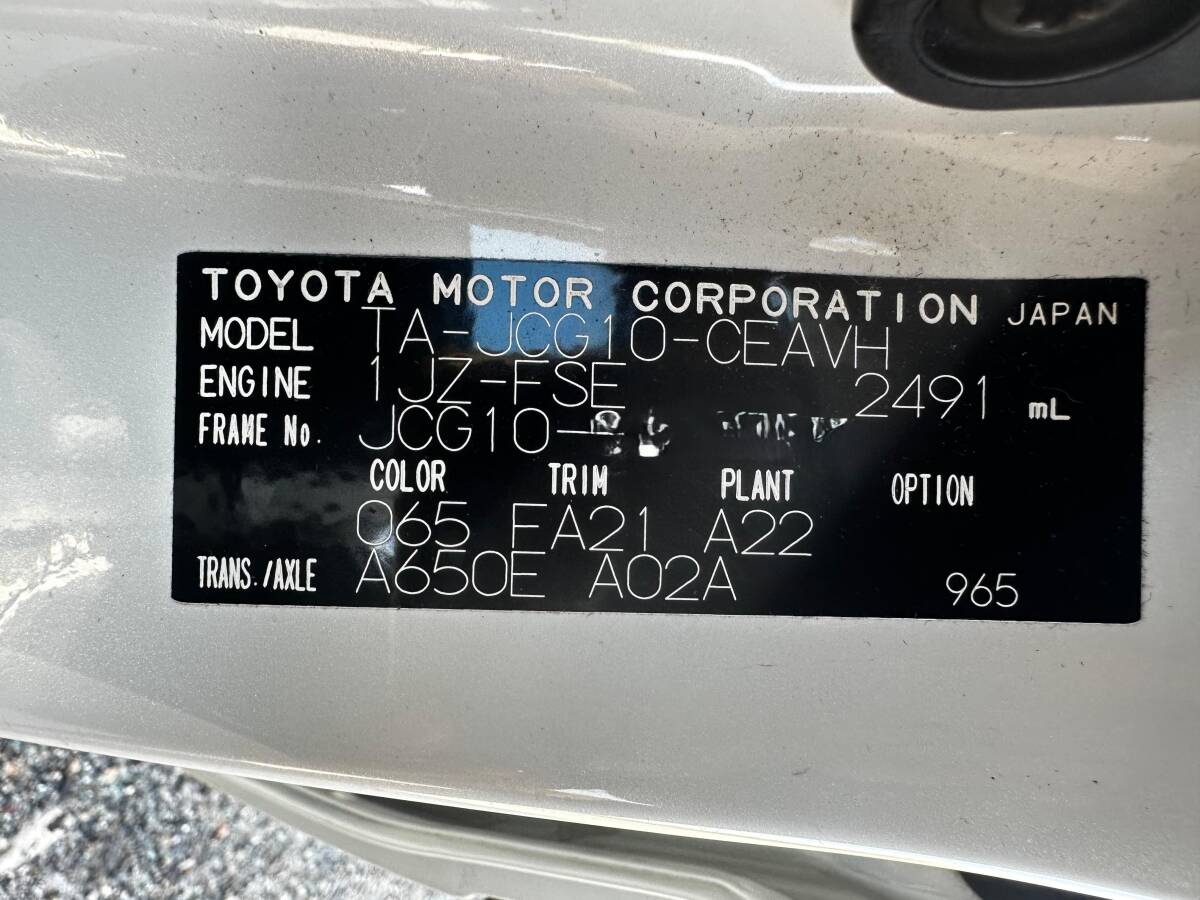 TOYOTA MOTOR CORPORATION JAPAN
MODEL TA-JCG10-CEAVH
ENGINE 1JZ-FSE 2491 mL
FRAME No. JCG10-
COLOR TRIM PLANT OPTION
065 FA21 A22
TRANS./AXLE A650E A02A 965